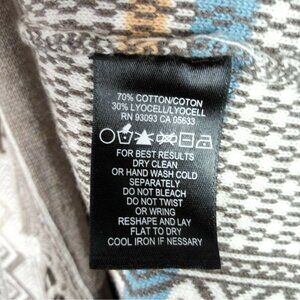 70% COTTON/COTON
30% LYOCELL/LYOCELL
RN 93093 CA 05633
FOR BEST RESULTS
DRY CLEAN
OR HAND WASH COLD
SEPARATELY
DO NOT BLEACH
DO NOT TWIST
OR WRING
RESHAPE AND LAY
FLAT TO DRY
COOL IRON IF NESSARY